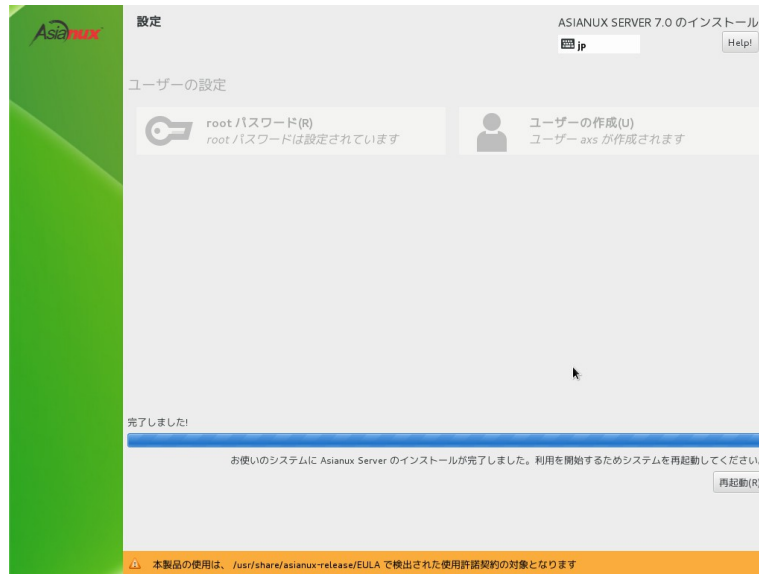 Asianux
設定
ASIANUX SERVER 7.0 のインストール
jp
Help!
ユーザーの設定
root パスワード(R)
root パスワードは設定されています
ユーザーの作成(U)
ユーザー axs が作成されます
完了しました!
お使いのシステムに Asianux Server のインストールが完了しました。利用を開始するためシステムを再起動してください。
再起動(R)
本製品の使用は、 /usr/share/asianux-release/EULA で検出された使用許諾契約の対象となります